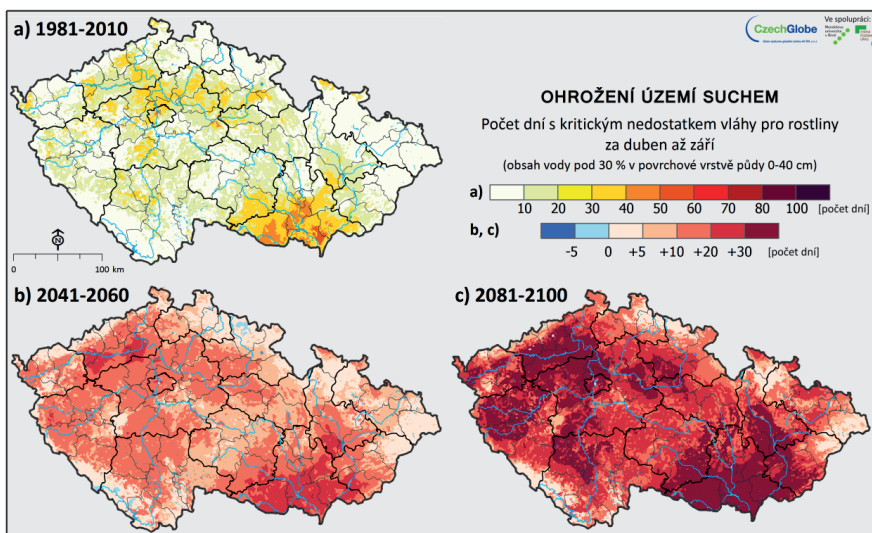 a) 1981-2010
CzechGlobe
Ve spolupráci:
OHROŽENÍ ÚZEMÍ SUCHEM
Počet dní s kritickým nedostatkem vláhy pro rostliny
za duben až září
(obsah vody pod 30 % v povrchové vrstvě půdy 0-40 cm)
a)
10 20 30 40 50 60 70 80 100 [počet dní]
b, c)
-5 0 +5 +10 +20 +30 [počet dní]
N
0 100 km
b) 2041-2060
c) 2081-2100